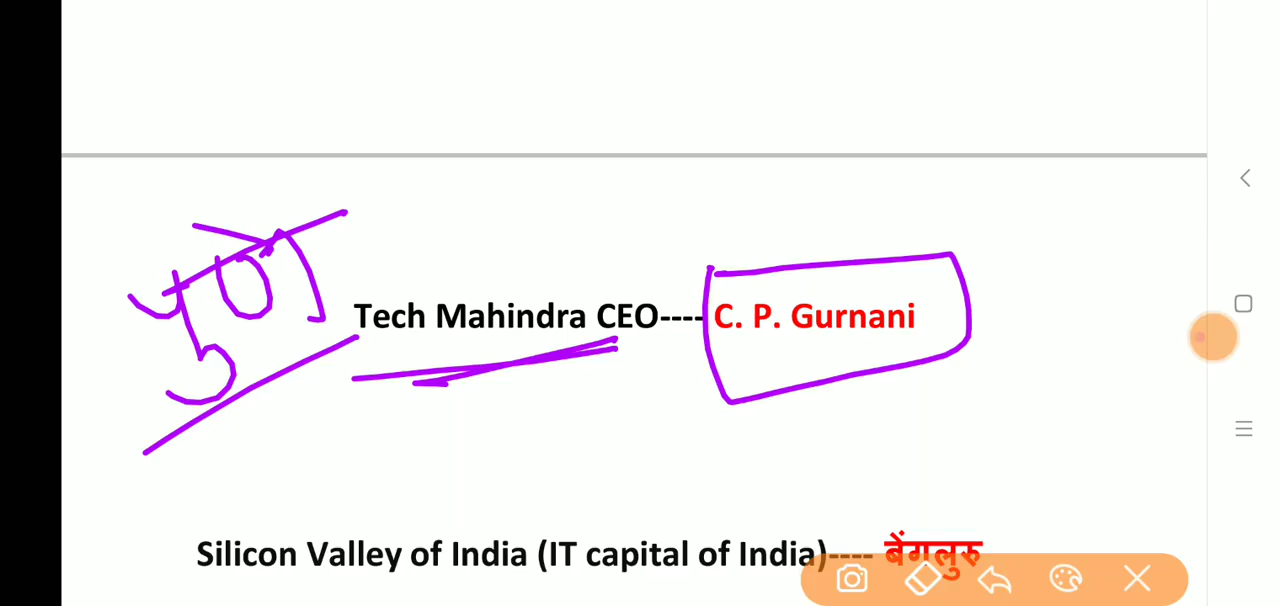 Tech Mahindra CEO---- C. P. Gurnani
Silicon Valley of India (IT capital of India)---- बेंगलुरु